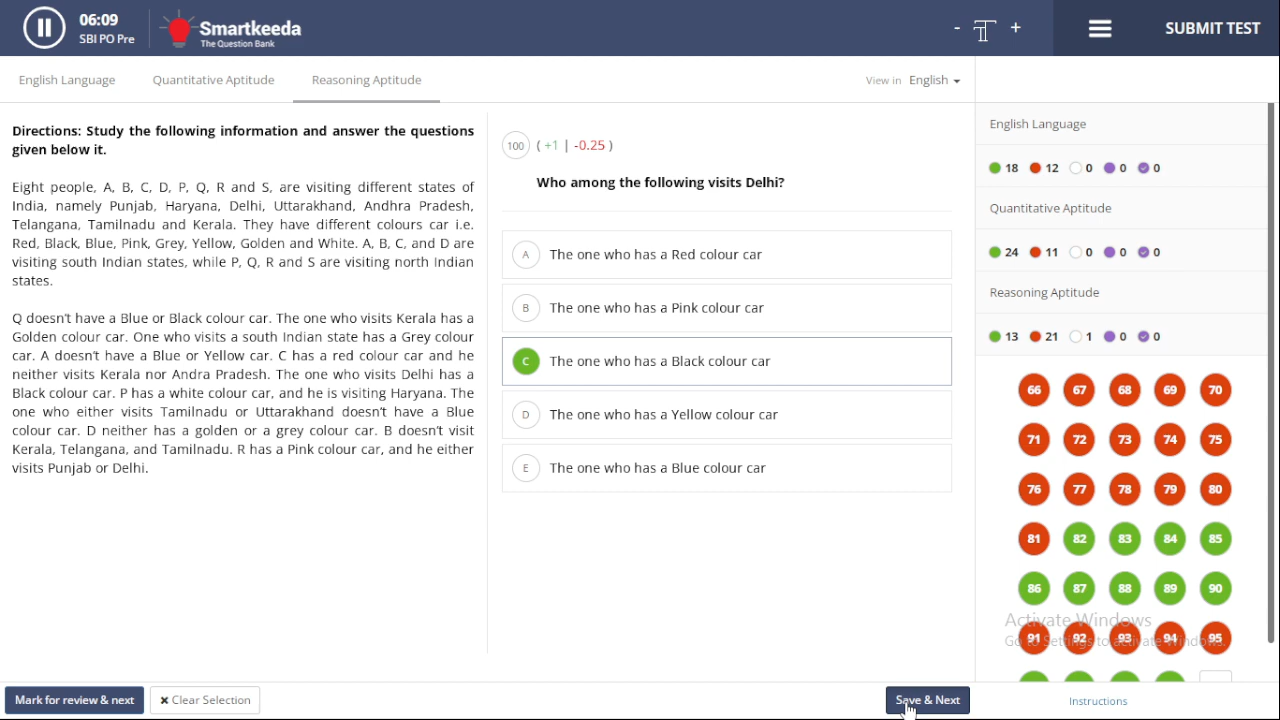 06:09
SBI PO Pre
Smartkeeda
The Question Bank
- T +
SUBMIT TEST
English Language
Quantitative Aptitude
Reasoning Aptitude
View in English
Directions: Study the following information and answer the questions
given below it.
Eight people, A, B, C, D, P, Q, R and S, are visiting different states of
India, namely Punjab, Haryana, Delhi, Uttarakhand, Andhra Pradesh,
Telangana, Tamilnadu and Kerala. They have different colours car i.e.
Red, Black, Blue, Pink, Grey, Yellow, Golden and White. A, B, C, and D are
visiting south Indian states, while P, Q, R and S are visiting north Indian
states.
Q doesn't have a Blue or Black colour car. The one who visits Kerala has a
Golden colour car. One who visits a south Indian state has a Grey colour
car. A doesn't have a Blue or Yellow car. C has a red colour car and he
neither visits Kerala nor Andra Pradesh. The one who visits Delhi has a
Black colour car. P has a white colour car, and he is visiting Haryana. The
one who either visits Tamilnadu or Uttarakhand doesn't have a Blue
colour car. D neither has a golden or a grey colour car. B doesn't visit
Kerala, Telangana, and Tamilnadu. R has a Pink colour car, and he either
visits Punjab or Delhi.
100 ( +1 | -0.25 )
Who among the following visits Delhi?
A The one who has a Red colour car
B The one who has a Pink colour car
C The one who has a Black colour car
D The one who has a Yellow colour car
E The one who has a Blue colour car
English Language
18 12 0 0 0
Quantitative Aptitude
24 11 0 0 0
Reasoning Aptitude
13 21 1 0 0
66 67 68 69 70
71 72 73 74 75
76 77 78 79 80
81 82 83 84 85
86 87 88 89 90
Activate Windows
91 92 93 94 95
Go to Settings to activate Windows.
Mark for review & next
Clear Selection
Save & Next
Instructions